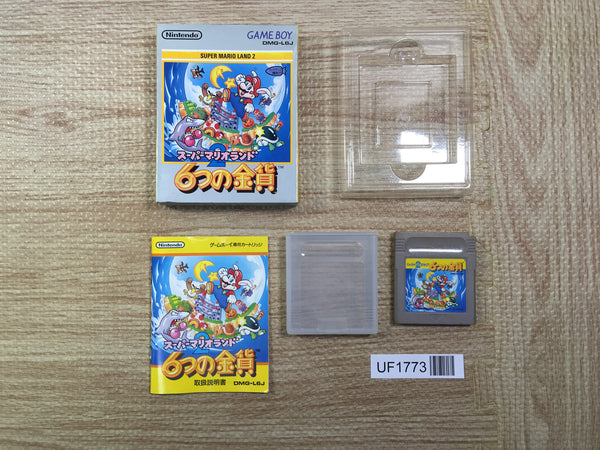 Nintendo
GAME BOY
DMG-L6J
SUPER MARIO LAND 2
スーパーマリオランド
2
6つの金貨
Nintendo
ゲームボーイ専用カートリッジ
スーパーマリオランド
2
6つの金貨
取扱説明書
DMG-L6J
6つの金貨
UF1773